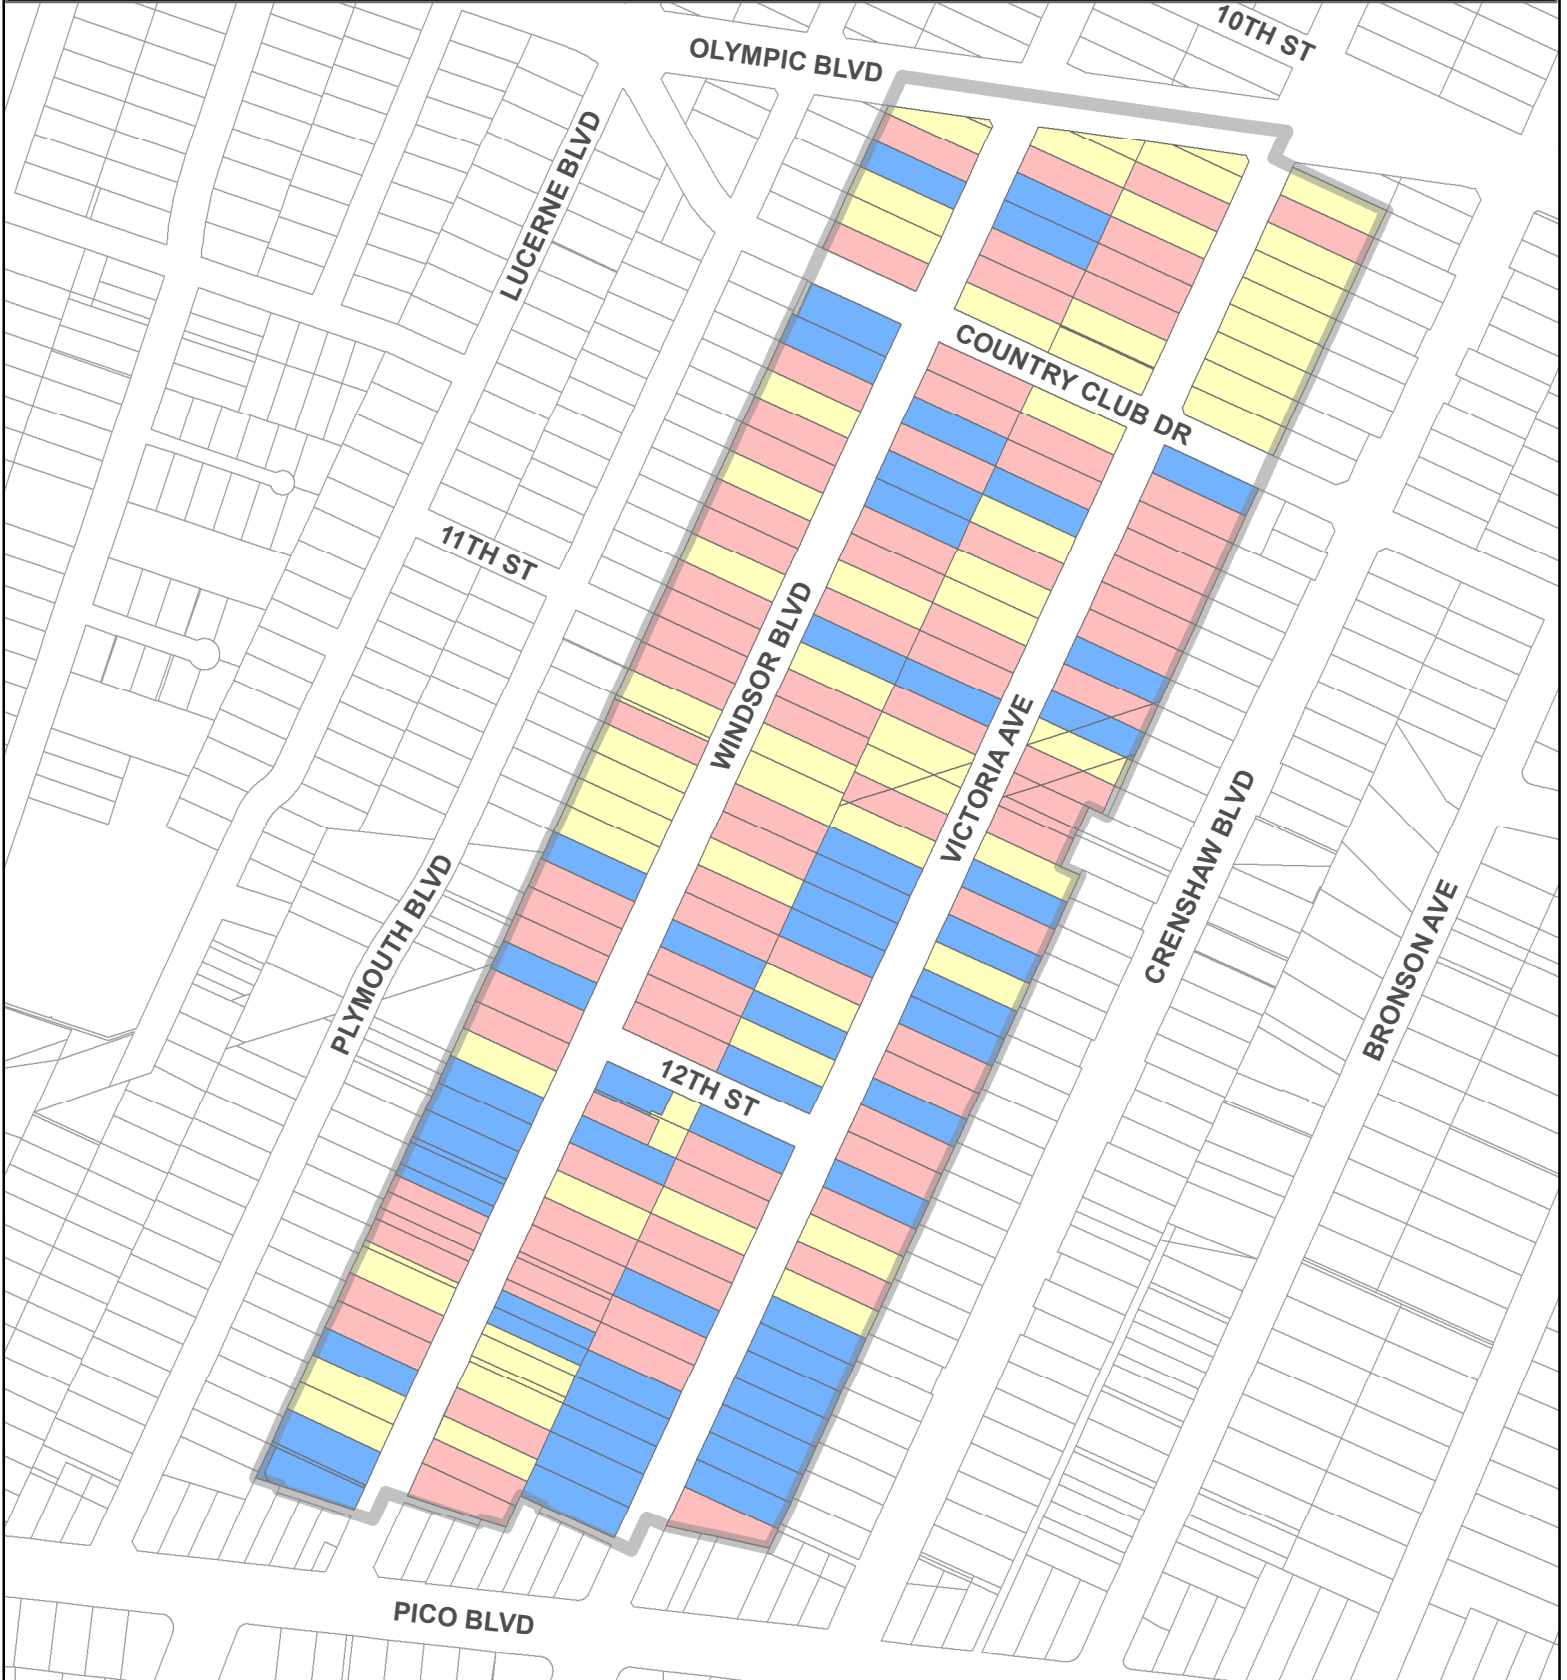 10TH ST
OLYMPIC BLVD
LUCERNE BLVD
COUNTRY CLUB DR
11TH ST
WINDSOR BLVD
VICTORIA AVE
CRENSHAW BLVD
PLYMOUTH BLVD
BRONSON AVE
12TH ST
PICO BLVD